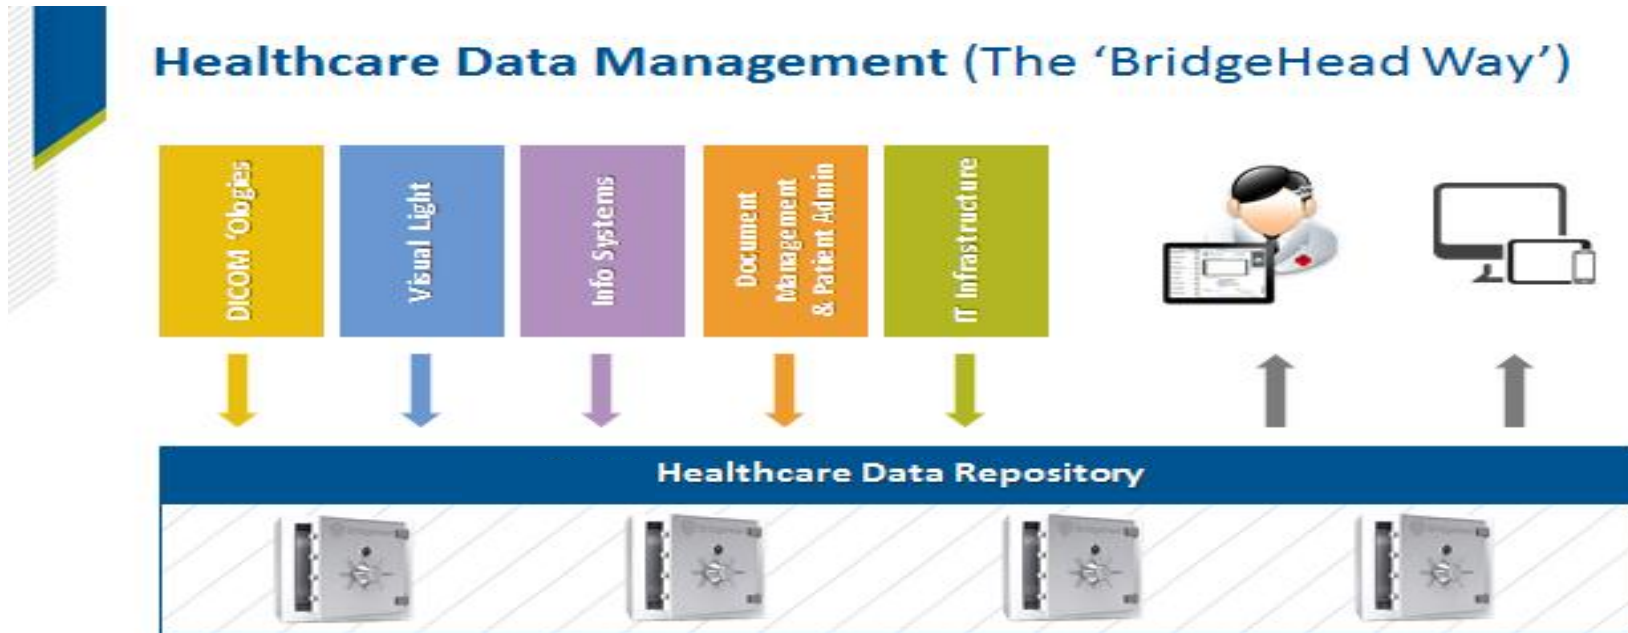 Healthcare Data Management (The ‘BridgeHead Way’)
DICOM ‘Ologies
Visual Light
Info Systems
Document
Management
& Patient Admin
IT Infrastructure
Healthcare Data Repository